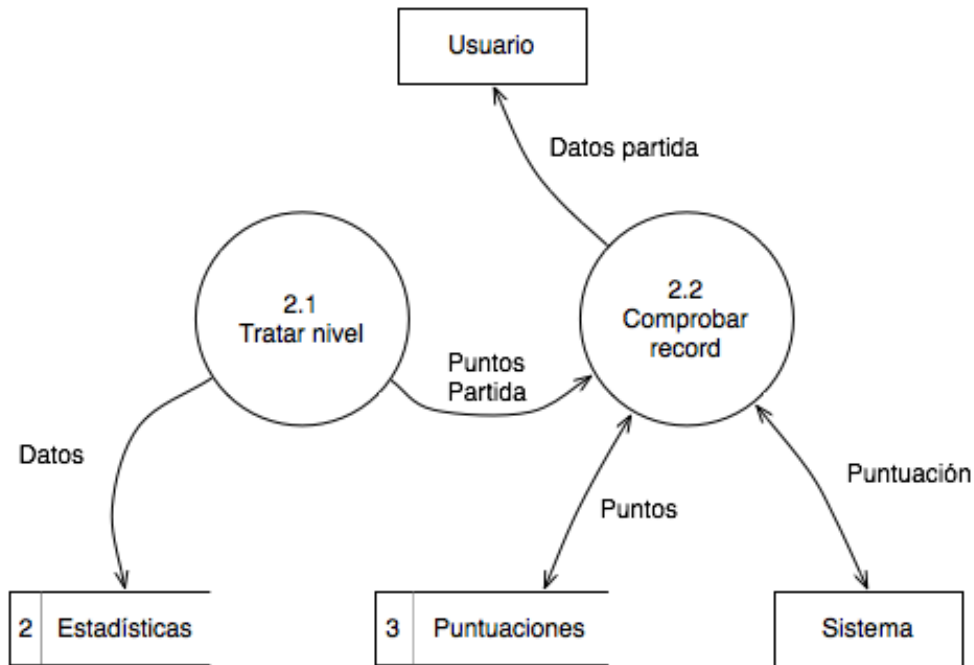 Usuario
Datos partida
2.1
Tratar nivel
2.2
Comprobar
record
Puntos
Partida
Datos
Puntuación
Puntos
2 Estadísticas
3 Puntuaciones
Sistema